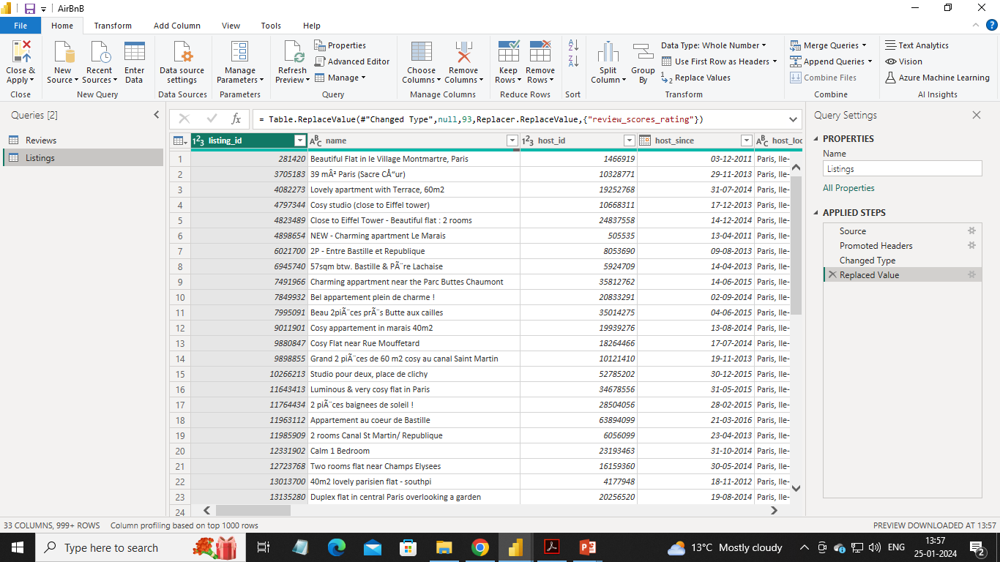 AirBnB
File Home Transform Add Column View Tools Help
Close & Apply
New Source
Recent Sources
Enter Data
Data source settings
Manage Parameters
Refresh Preview
Properties
Advanced Editor
Manage
Choose Columns
Remove Columns
Keep Rows
Remove Rows
Split Column
Group By
Data Type: Whole Number
Use First Row as Headers
Replace Values
Merge Queries
Append Queries
Combine Files
Text Analytics
Vision
Azure Machine Learning
Close New Query Data Sources Parameters Query Manage Columns Reduce Rows Sort Transform Combine AI Insights
Queries [2]
Reviews
Listings
= Table.ReplaceValue(#"Changed Type",null,93,Replacer.ReplaceValue,{"review_scores_rating"})
listing_id name host_id host_since host_loc
1 281420 Beautiful Flat in le Village Montmartre, Paris 1466919 03-12-2011 Paris, Ile-
2 3705183 39 mÂ² Paris (Sacre CÅ“ur) 10328771 29-11-2013 Paris, Ile-
3 4082273 Lovely apartment with Terrace, 60m2 19252768 31-07-2014 Paris, Ile-
4 4797344 Cosy studio (close to Eiffel tower) 10668311 17-12-2013 Paris, Ile-
5 4823489 Close to Eiffel Tower - Beautiful flat : 2 rooms 24837558 14-12-2014 Paris, Ile-
6 4898654 NEW - Charming apartment Le Marais 505535 13-04-2011 Paris, Ile-
7 6021700 2P - Entre Bastille et Republique 8053690 09-08-2013 Paris, Ile-
8 6945740 57sqm btw. Bastille & PÃ¨re Lachaise 5924709 14-04-2013 Paris, Ile-
9 7491966 Charming appartment near the Parc Buttes Chaumont 35812762 14-06-2015 Paris, Ile-
10 7849932 Bel appartement plein de charme ! 20833291 02-09-2014 Paris, Ile-
11 7995091 Beau 2piÃ¨ces prÃ¨s Butte aux cailles 35014275 04-06-2015 Paris, Ile-
12 9011901 Cosy appartement in marais 40m2 19939276 13-08-2014 Paris, Ile-
13 9880847 Cosy Flat near Rue Mouffetard 18264466 17-07-2014 Paris, Ile-
14 9898855 Grand 2 piÃ¨ces de 60 m2 cosy au canal Saint Martin 10121410 19-11-2013 Paris, Ile-
15 10266213 Studio pour deux, place de clichy 52785202 30-12-2015 Paris, Ile-
16 11643413 Luminous & very cosy flat in Paris 34678556 31-05-2015 Paris, Ile-
17 11764434 2 piÃ¨ces baignees de soleil ! 28504056 28-02-2015 Paris, Ile-
18 11963112 Appartement au coeur de Bastille 63894099 21-03-2016 Paris, Ile-
19 11985909 2 rooms Canal St Martin/ Republique 6056099 23-04-2013 Paris, Ile-
20 12331902 Calm 1 Bedroom 23193463 31-10-2014 Paris, Ile-
21 12723768 Two rooms flat near Champs Elysees 16159360 30-05-2014 Paris, Ile-
22 13013700 40m2 lovely parisien flat - southpi 4177948 18-11-2012 Paris, Ile-
23 13135280 Duplex flat in central Paris overlooking a garden 20256520 19-08-2014 Paris, Ile-
24
Query Settings
PROPERTIES
Name
Listings
All Properties
APPLIED STEPS
Source
Promoted Headers
Changed Type
Replaced Value
33 COLUMNS, 999+ ROWS Column profiling based on top 1000 rows PREVIEW DOWNLOADED AT 13:57
Type here to search
13°C Mostly cloudy
ENG
13:57
25-01-2024
2